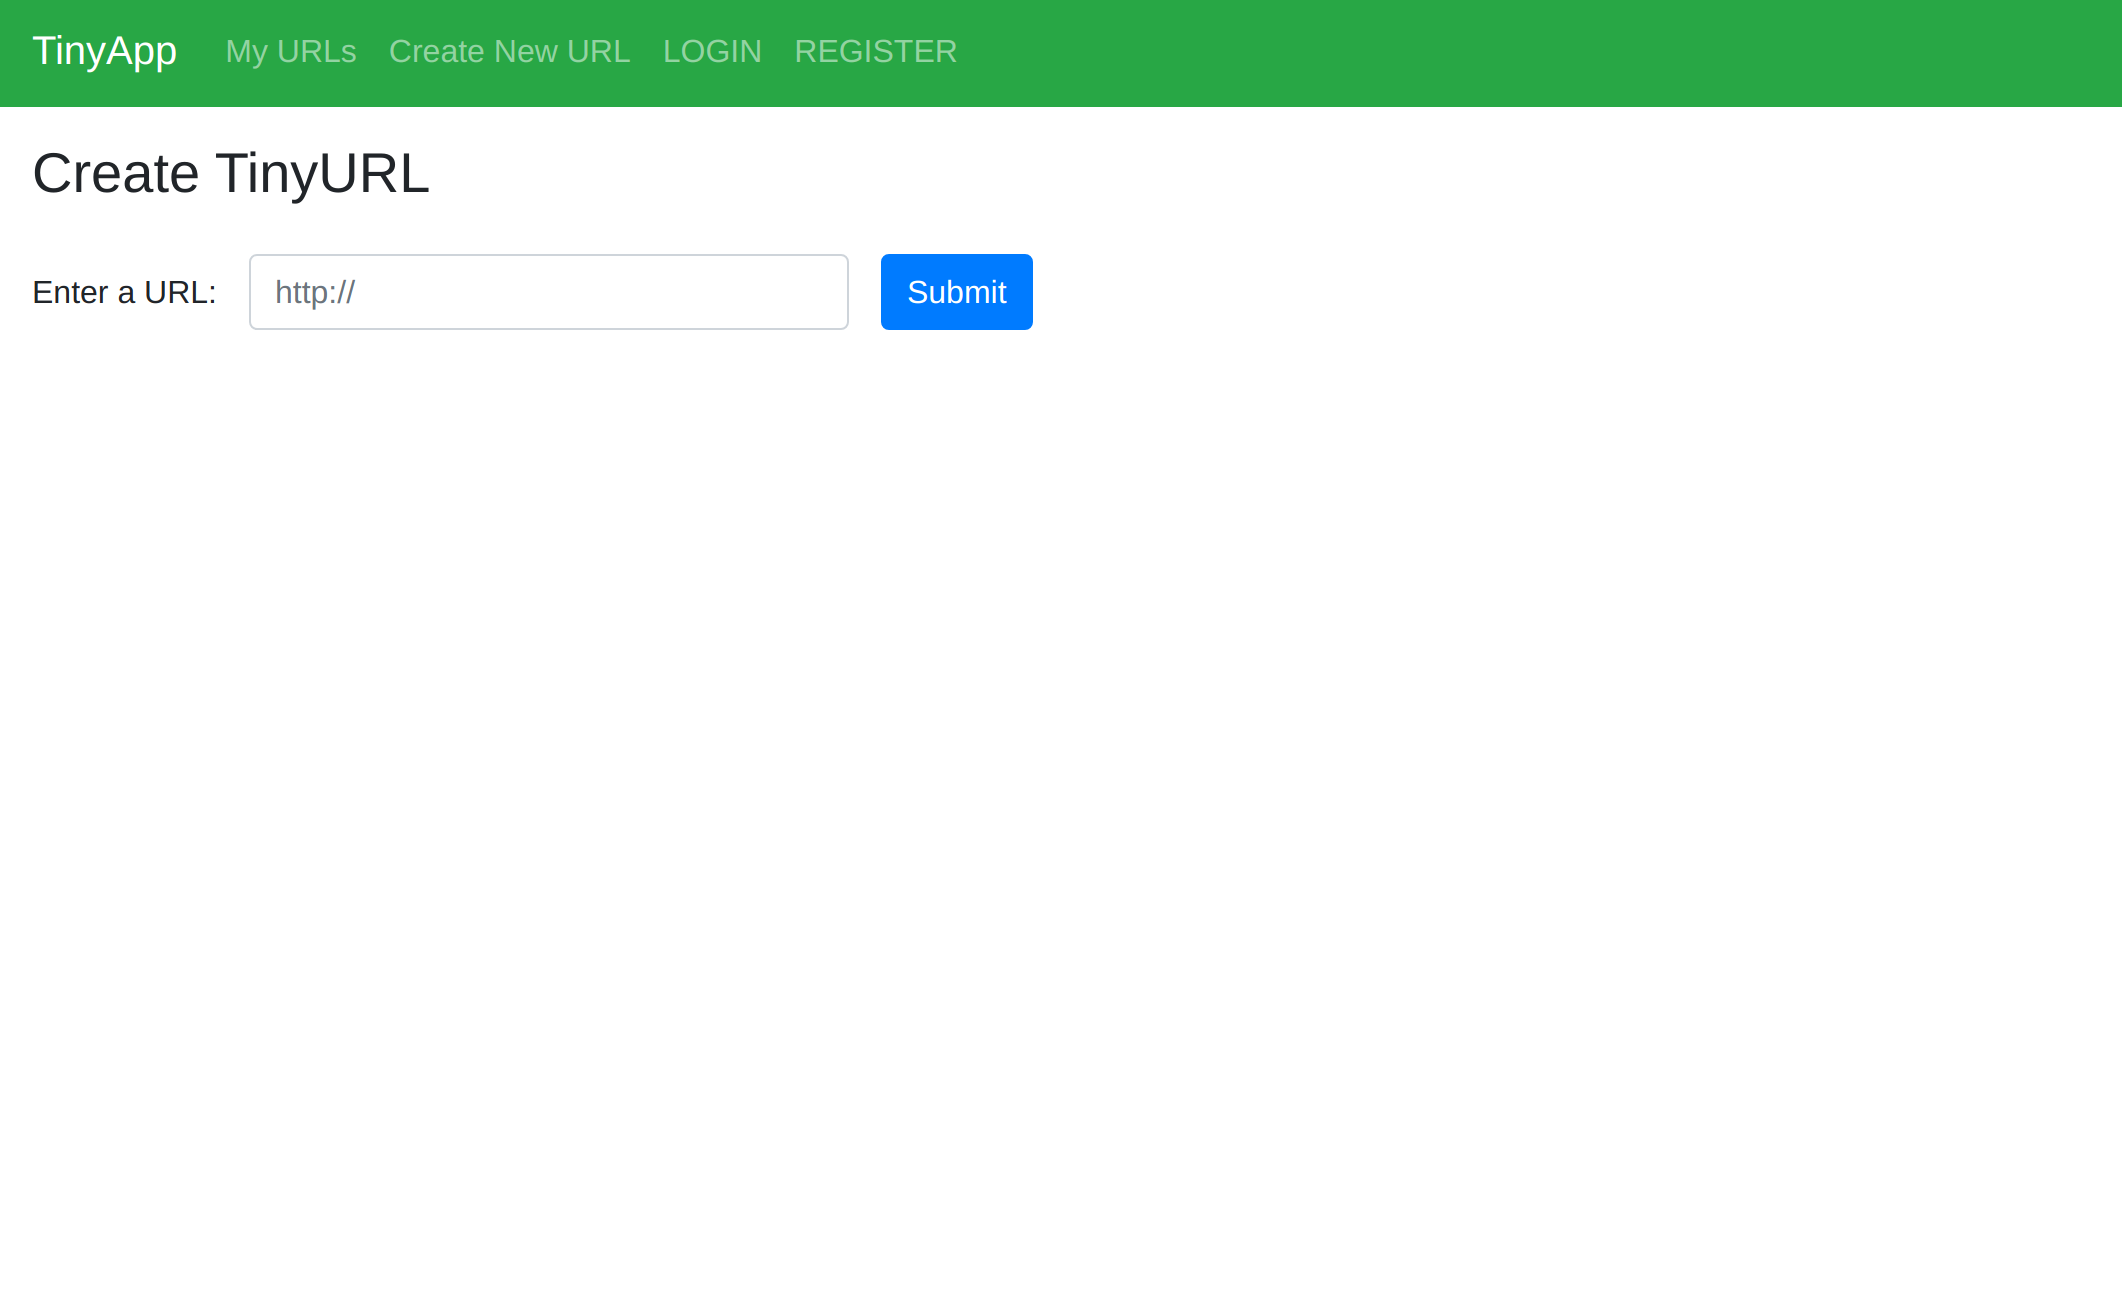 TinyApp My URLs Create New URL LOGIN REGISTER
Create TinyURL
Enter a URL: http:// Submit